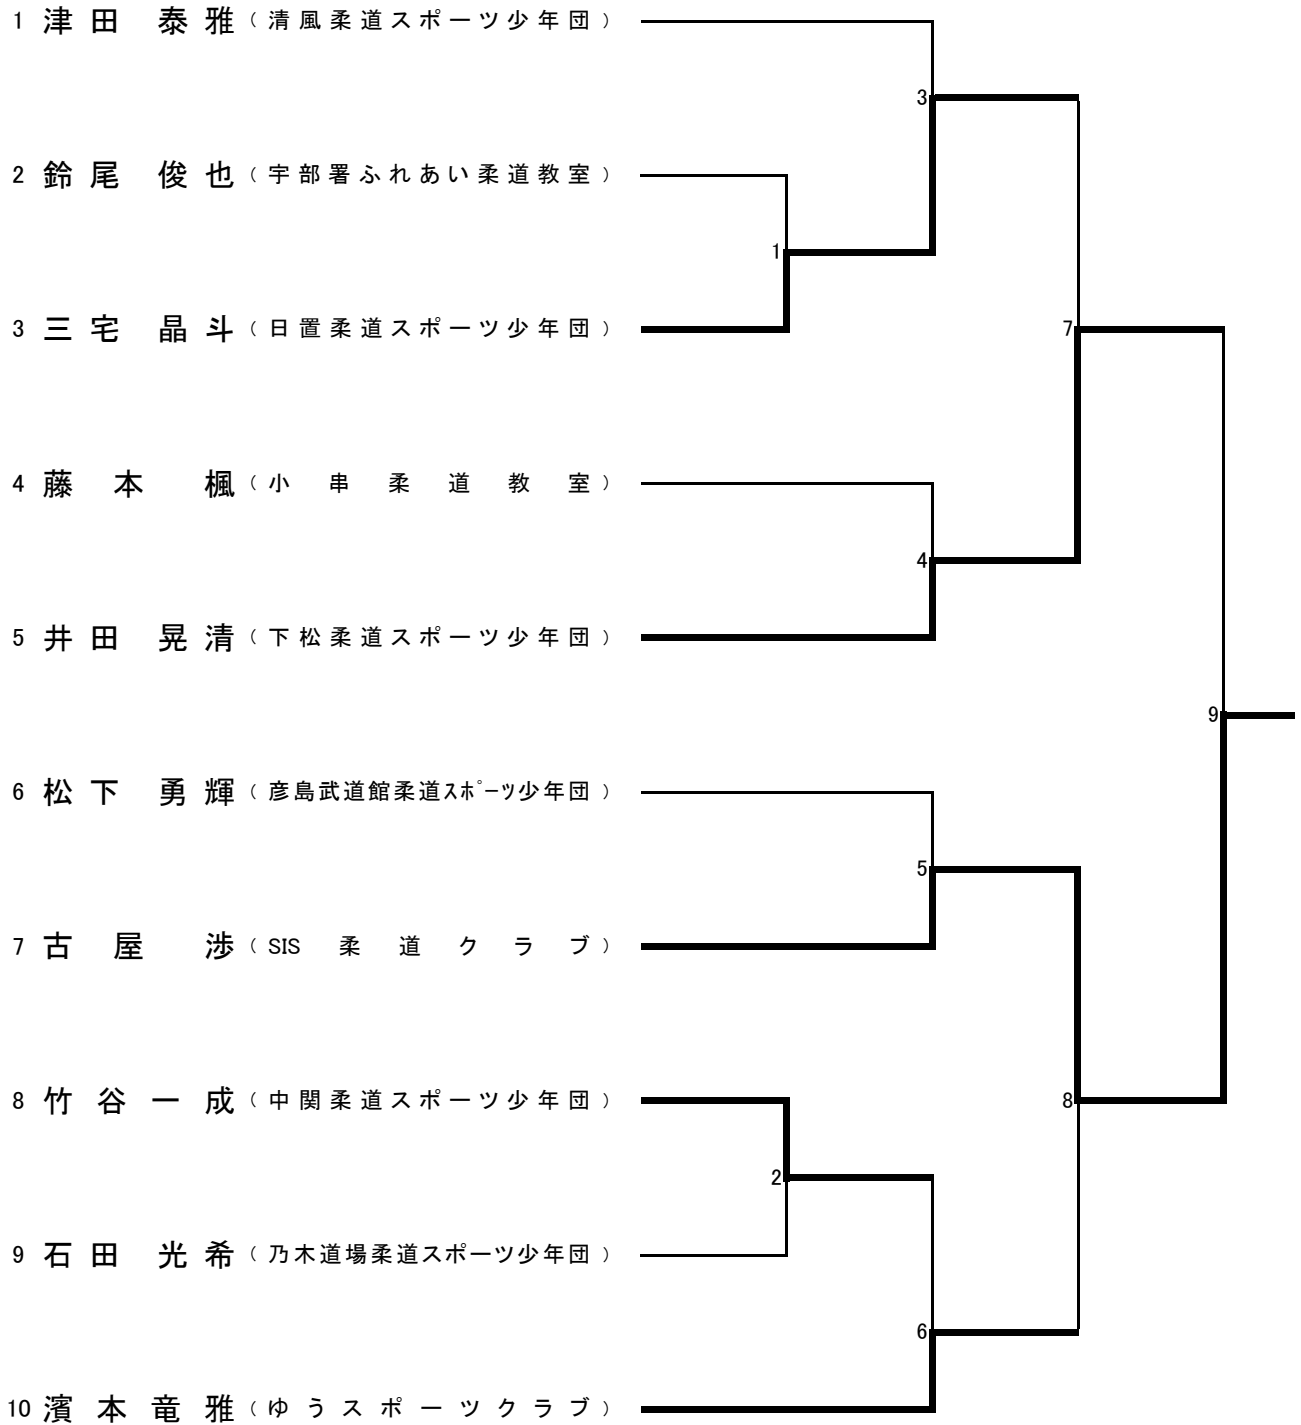 1 津田 泰雅 （清風柔道スポーツ少年団）
3
2 鈴尾 俊也 （宇部署ふれあい柔道教室）
1
3 三宅 晶斗 （日置柔道スポーツ少年団）
7
4 藤本 楓 （小串柔道教室）
4
5 井田 晃清 （下松柔道スポーツ少年団）
9
6 松下 勇輝 （彦島武道館柔道ｽﾎﾟｰﾂ少年団）
5
7 古屋 渉 （SIS柔道クラブ）
8 竹谷一成 （中関柔道スポーツ少年団）
8
2
9 石田 光希 （乃木道場柔道スポーツ少年団）
6
10 濱本竜雅 （ゆうスポーツクラブ）